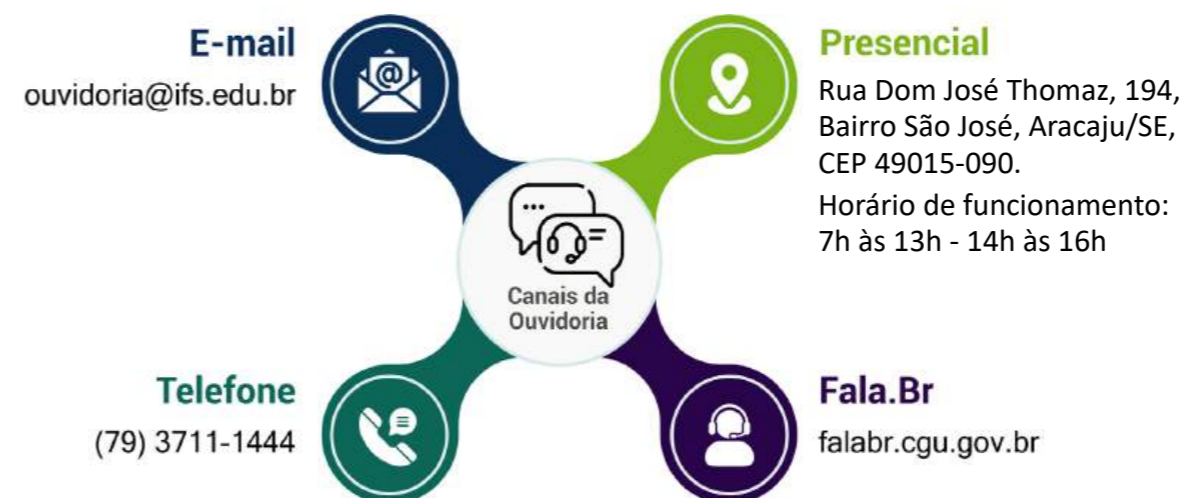 E-mail
ouvidoria@ifs.edu.br
Presencial
Rua Dom José Thomaz, 194,
Bairro São José, Aracaju/SE,
CEP 49015-090.
Horário de funcionamento:
7h às 13h - 14h às 16h
Canais da
Ouvidoria
Telefone
(79) 3711-1444
Fala.Br
falabr.cgu.gov.br